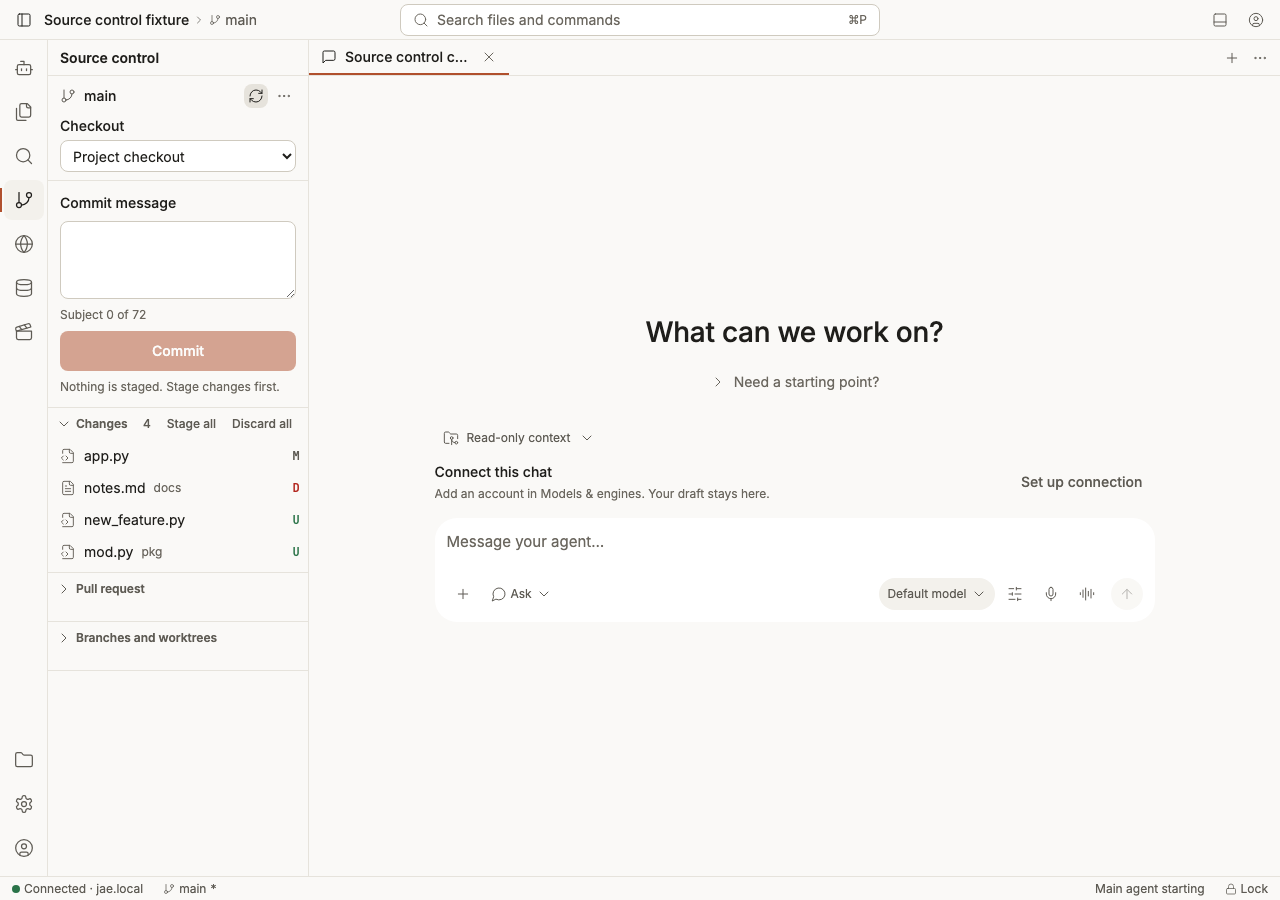 Source control fixture
main
Search files and commands
⌘P
Source control
main
Checkout
Project checkout
Commit message
Subject 0 of 72
Commit
Nothing is staged. Stage changes first.
Changes 4 Stage all Discard all
app.py M
notes.md docs D
new_feature.py U
mod.py pkg U
Pull request
Branches and worktrees
Source control c...
What can we work on?
Need a starting point?
Read-only context
Connect this chat
Add an account in Models & engines. Your draft stays here.
Set up connection
Message your agent...
Ask
Default model
Connected · jae.local
main *
Main agent starting
Lock